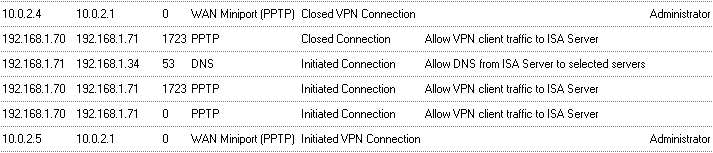 10.0.2.4 10.0.2.1 0 WAN Miniport (PPTP) Closed VPN Connection Administrator
192.168.1.70 192.168.1.71 1723 PPTP Closed Connection Allow VPN client traffic to ISA Server
192.168.1.71 192.168.1.34 53 DNS Initiated Connection Allow DNS from ISA Server to selected servers
192.168.1.70 192.168.1.71 1723 PPTP Initiated Connection Allow VPN client traffic to ISA Server
192.168.1.70 192.168.1.71 0 PPTP Initiated Connection Allow VPN client traffic to ISA Server
10.0.2.5 10.0.2.1 0 WAN Miniport (PPTP) Initiated VPN Connection Administrator